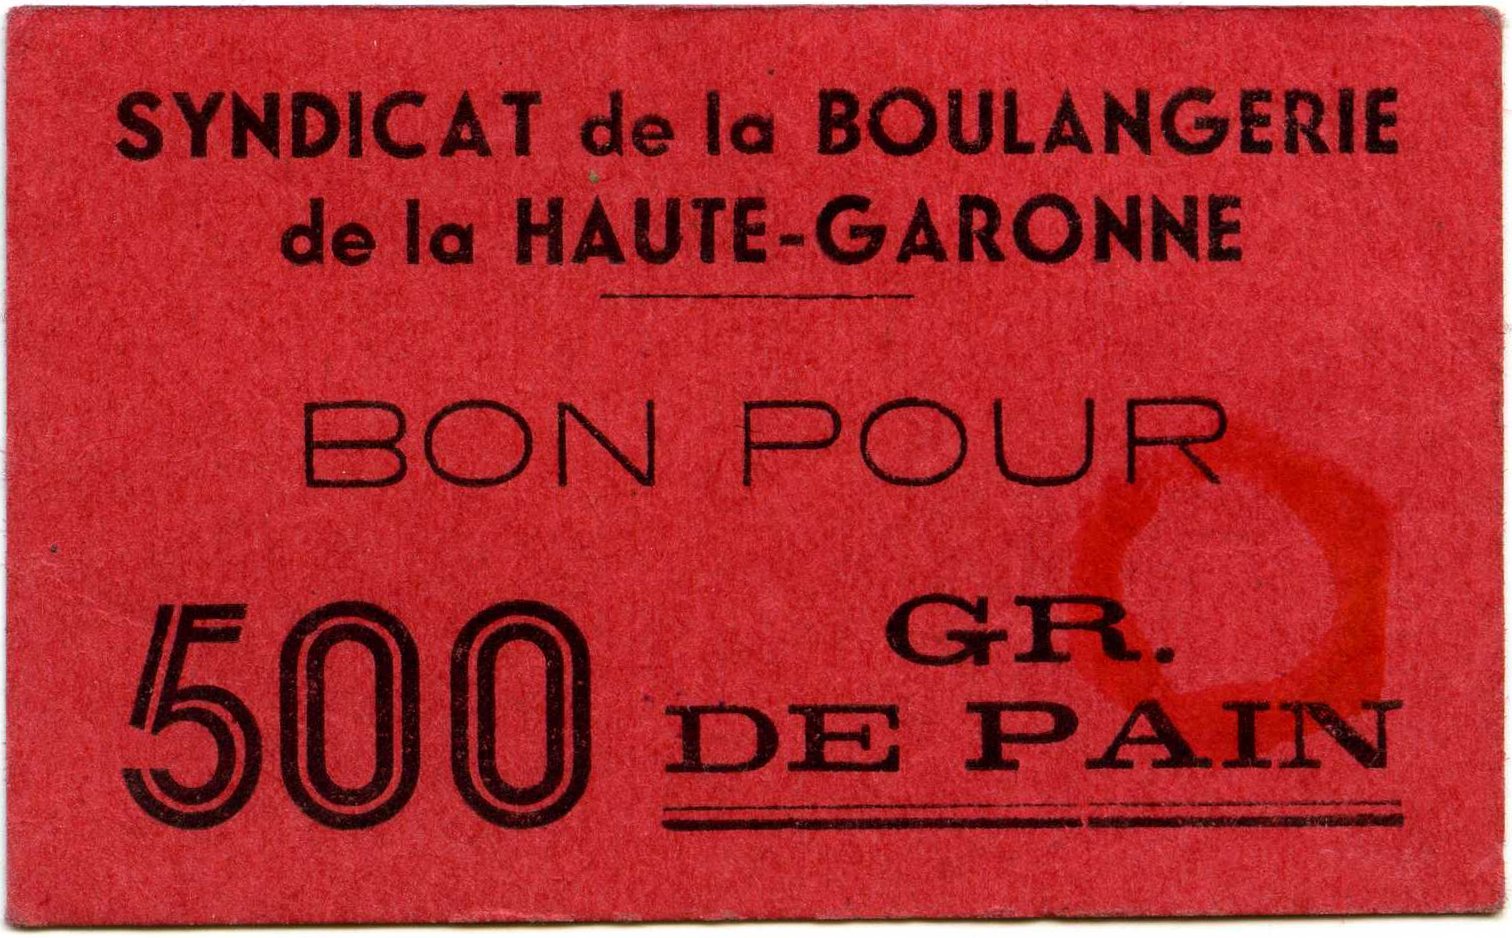 SYNDICAT de la BOULANGERIE
de la HAUTE-GARONNE
BON POUR
500 GR.
DE PAIN